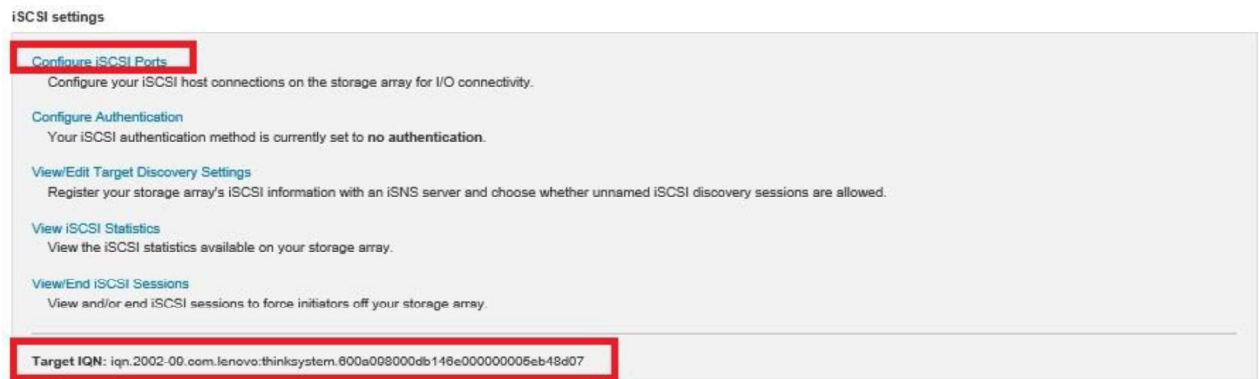 iSCSI settings
Configure iSCSI Ports
Configure your iSCSI host connections on the storage array for I/O connectivity.
Configure Authentication
Your iSCSI authentication method is currently set to no authentication.
View/Edit Target Discovery Settings
Register your storage array's iSCSI information with an iSNS server and choose whether unnamed iSCSI discovery sessions are allowed.
View iSCSI Statistics
View the iSCSI statistics available on your storage array.
View/End iSCSI Sessions
View and/or end iSCSI sessions to force initiators off your storage array.
Target IQN: iqn.2002-09.com.lenovo:thinksystem.600a098000db146e000000005eb48d07